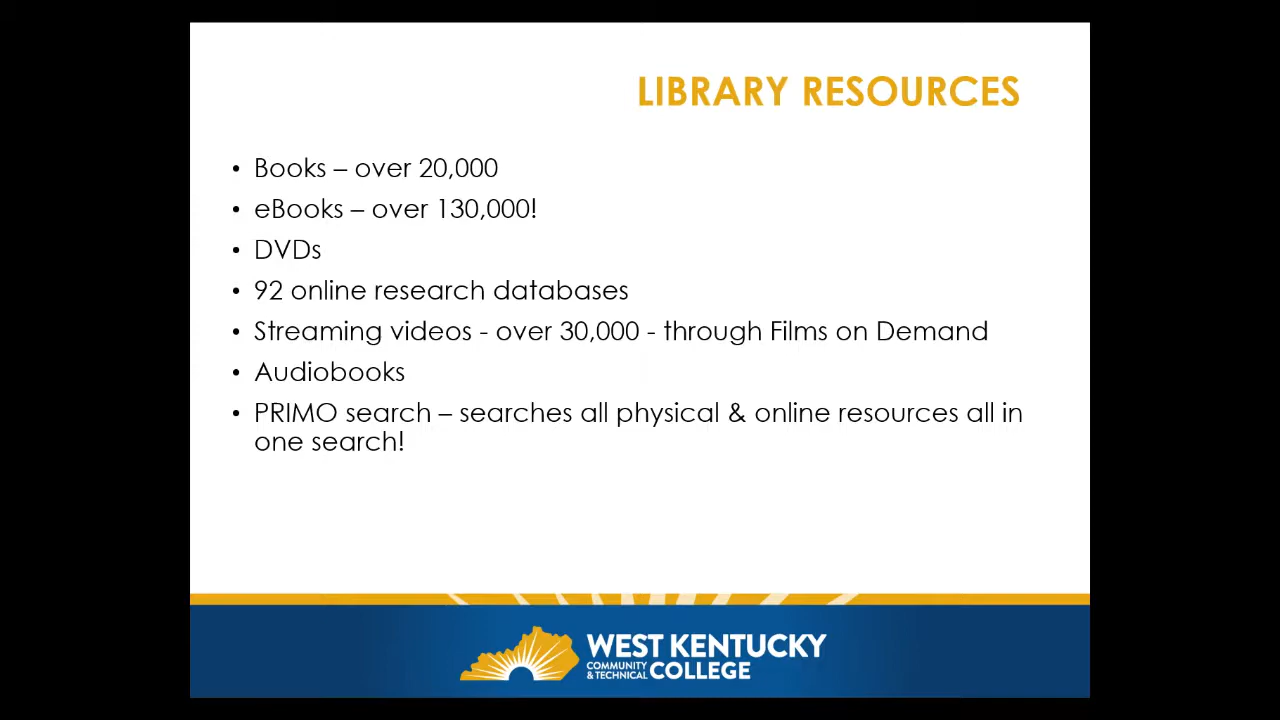 LIBRARY RESOURCES
• Books – over 20,000
• eBooks – over 130,000!
• DVDs
• 92 online research databases
• Streaming videos - over 30,000 - through Films on Demand
• Audiobooks
• PRIMO search – searches all physical & online resources all in
one search!
WEST KENTUCKY
COMMUNITY
& TECHNICAL
COLLEGE